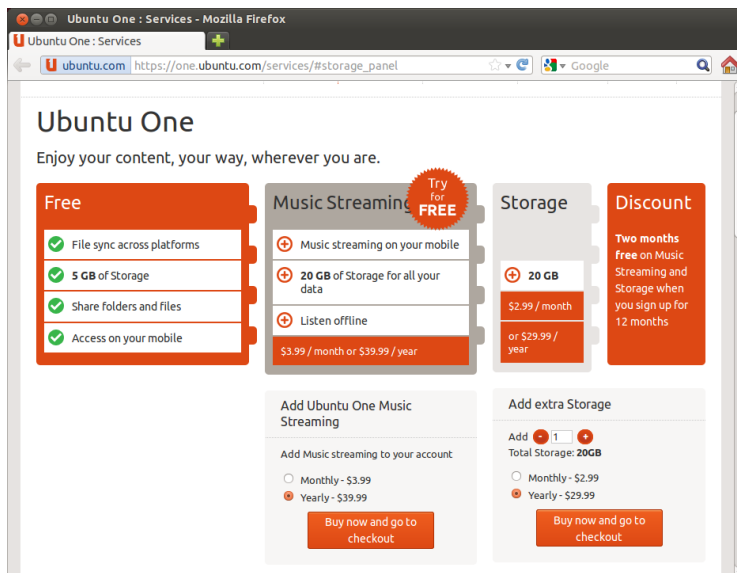 Ubuntu One : Services - Mozilla Firefox
Ubuntu One : Services
ubuntu.com https://one.ubuntu.com/services/#storage_panel
Google
Ubuntu One
Enjoy your content, your way, wherever you are.
Free
File sync across platforms
5 GB of Storage
Share folders and files
Access on your mobile
Music Streaming
Try
for
FREE
Music streaming on your mobile
20 GB of Storage for all your
data
Listen offline
$3.99 / month or $39.99 / year
Storage
20 GB
$2.99 / month
or $29.99 /
year
Discount
Two months
free on Music
Streaming and
Storage when
you sign up for
12 months
Add Ubuntu One Music
Streaming
Add Music streaming to your account
Monthly - $3.99
Yearly - $39.99
Buy now and go to
checkout
Add extra Storage
Add - 1 +
Total Storage: 20GB
Monthly - $2.99
Yearly - $29.99
Buy now and go to
checkout